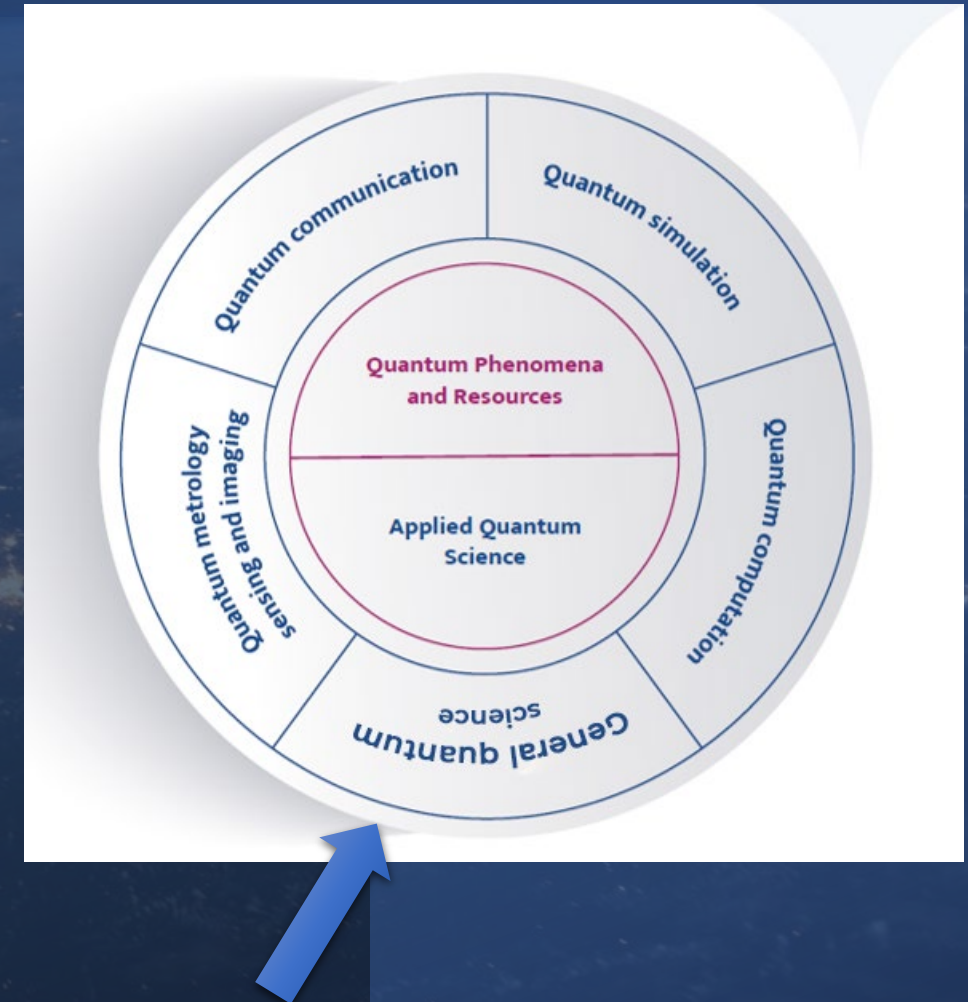 Quantum communication
Quantum simulation
Quantum Phenomena
and Resources
Applied Quantum
Science
Quantum metrology
sensing and imaging
Quantum computation
General quantum
science